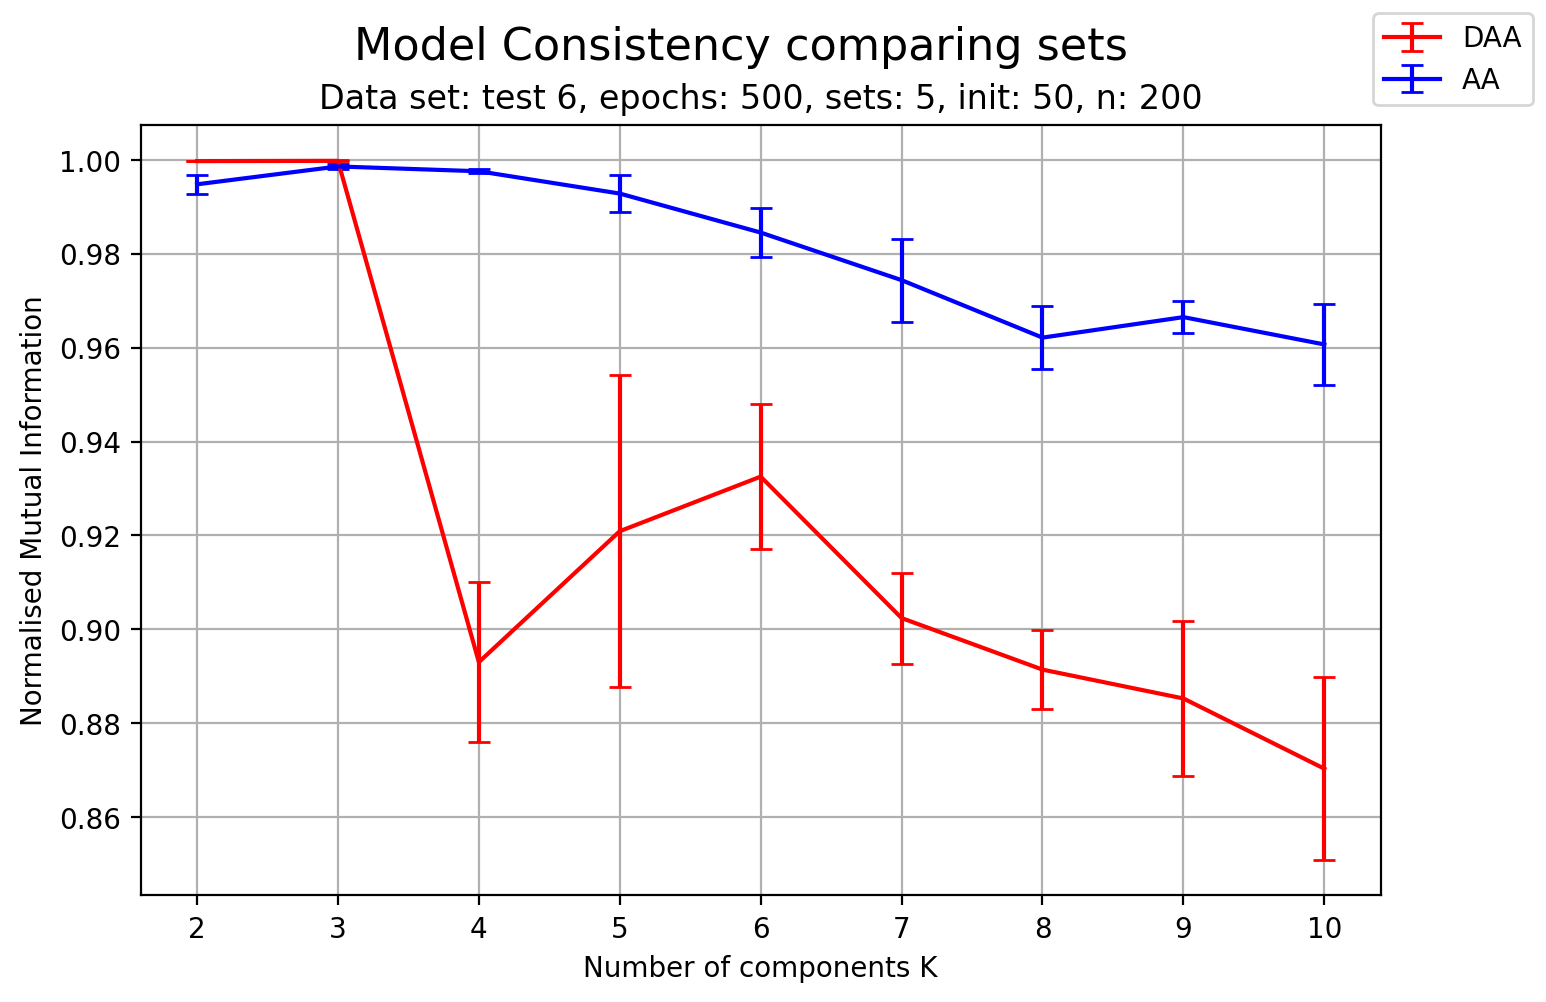 Model Consistency comparing sets
Data set: test 6, epochs: 500, sets: 5, init: 50, n: 200
DAA
AA
Normalised Mutual Information
1.00
0.98
0.96
0.94
0.92
0.90
0.88
0.86
2 3 4 5 6 7 8 9 10
Number of components K